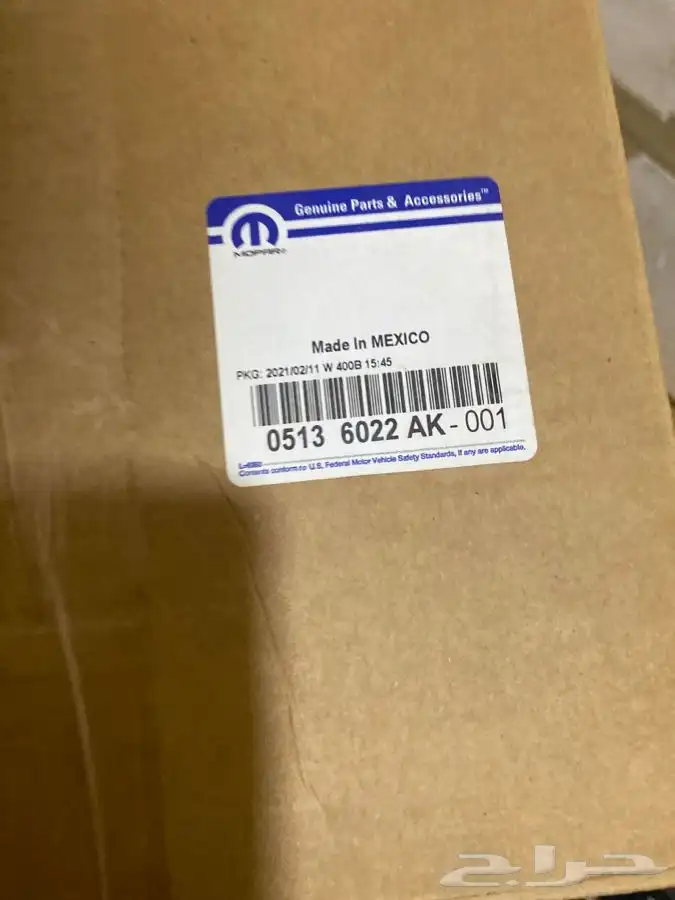 Genuine Parts & Accessories™
MOPAR®
Made In MEXICO
PKG: 2021/02/11 W 400B 15:45
0513 6022 AK-001
Contents conform to U.S. Federal Motor Vehicle Safety Standards, if any are applicable.
حراج